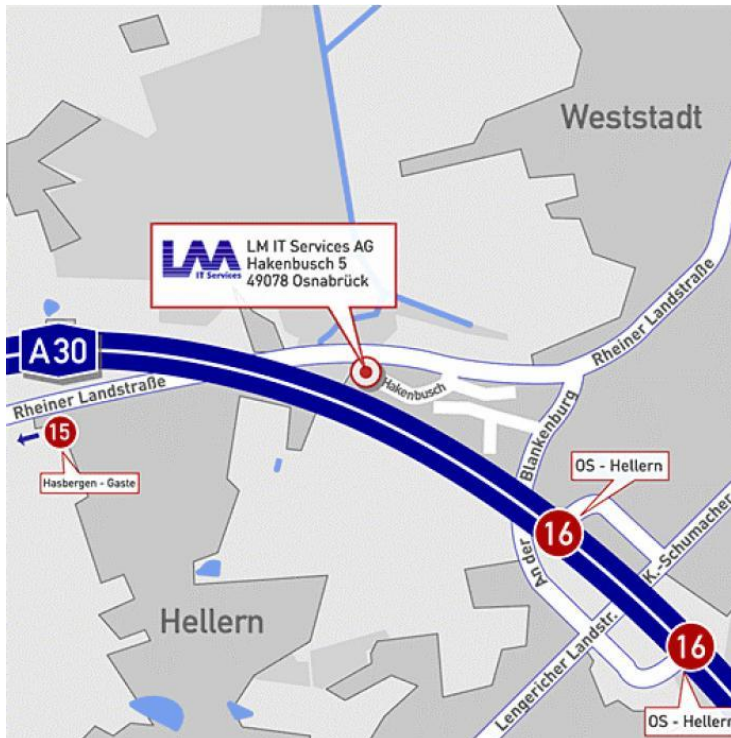 Weststadt
LM
IT Services
LM IT Services AG
Hakenbusch 5
49078 Osnabrück
Rheiner Landstraße
A30
Hakenbusch
Rheiner Landstraße
15
Hasbergen - Gaste
An der Blankenburg
OS - Hellern
16
K.-Schumacher
Hellern
Lengericher Landstr.
16
OS - Hellern